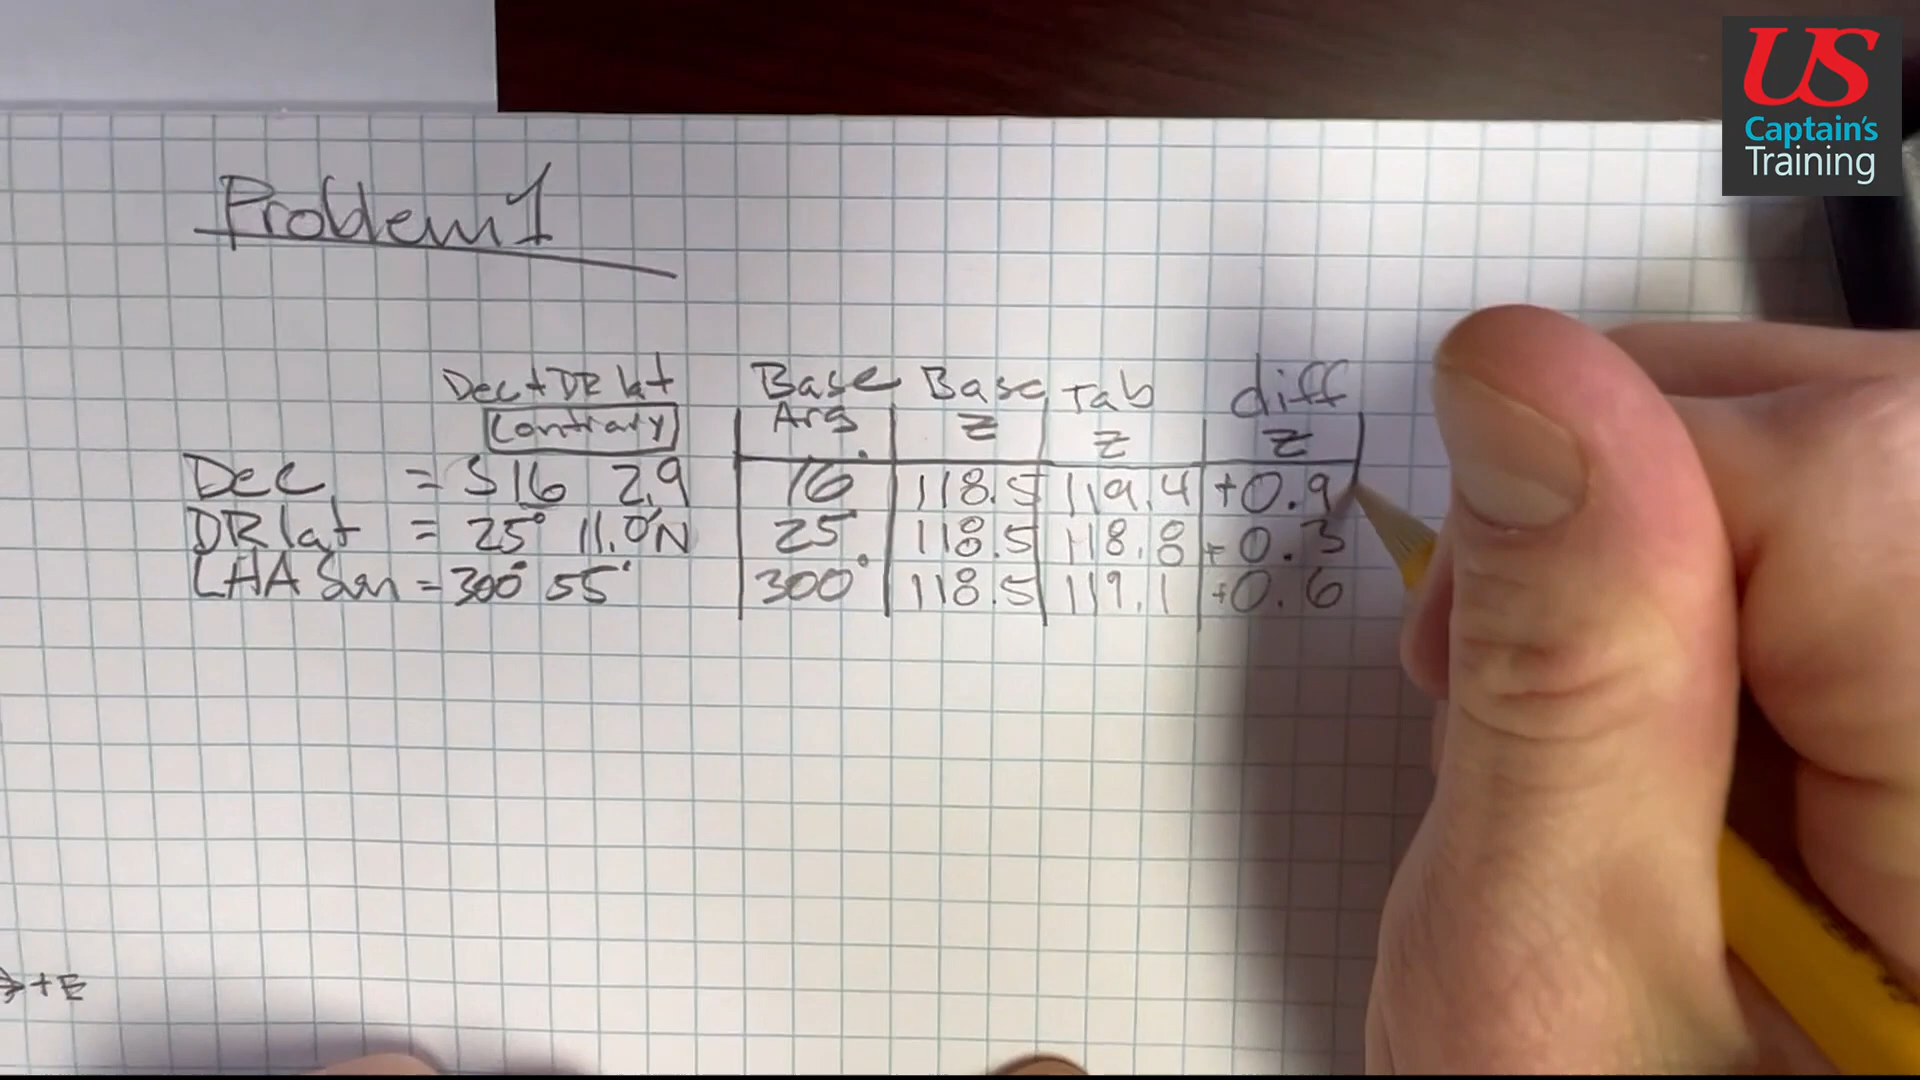 US
Captain's
Training
Problem 1
Dec + DR lat Base Base Tab diff
Contrary Arg. Z Z Z
Dec = S16 2.9 16 118.5 119.4 +0.9
DR lat = 25° 11.0'N 25 118.5 118.8 +0.3
LHA Sun = 300° 55' 300° 118.5 119.1 +0.6
→ +E